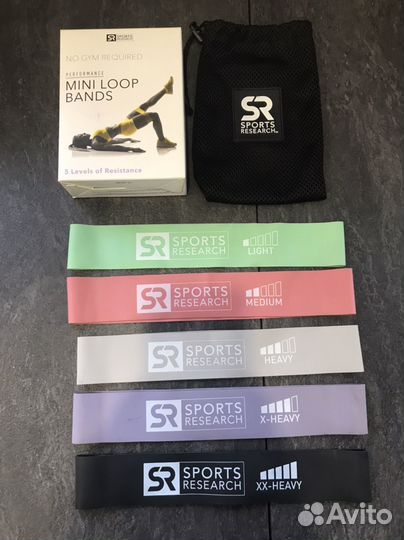 SR SPORTS
RESEARCH
NO GYM REQUIRED
PERFORMANCE
MINI LOOP
BANDS
5 Levels of Resistance
SR
SPORTS
RESEARCH
SR SPORTS
RESEARCH
LIGHT
SR SPORTS
RESEARCH
MEDIUM
SR SPORTS
RESEARCH
HEAVY
SR SPORTS
RESEARCH
X-HEAVY
SR SPORTS
RESEARCH
XX-HEAVY
Avito